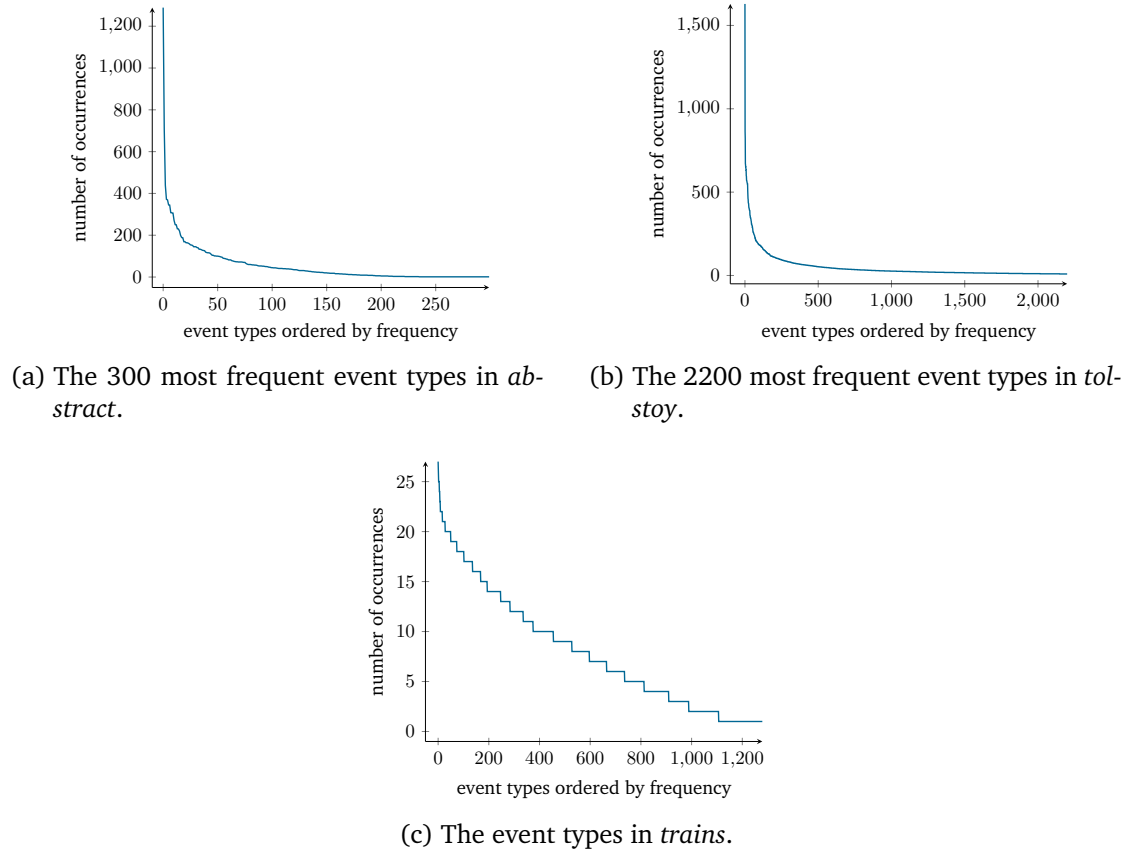 1,200
1,000
800
600
400
200
0
number of occurrences
0 50 100 150 200 250
event types ordered by frequency
(a) The 300 most frequent event types in ab-
stract.
1,500
1,000
500
0
number of occurrences
0 500 1,000 1,500 2,000
event types ordered by frequency
(b) The 2200 most frequent event types in tol-
stoy.
25
20
15
10
5
0
number of occurrences
0 200 400 600 800 1,000 1,200
event types ordered by frequency
(c) The event types in trains.